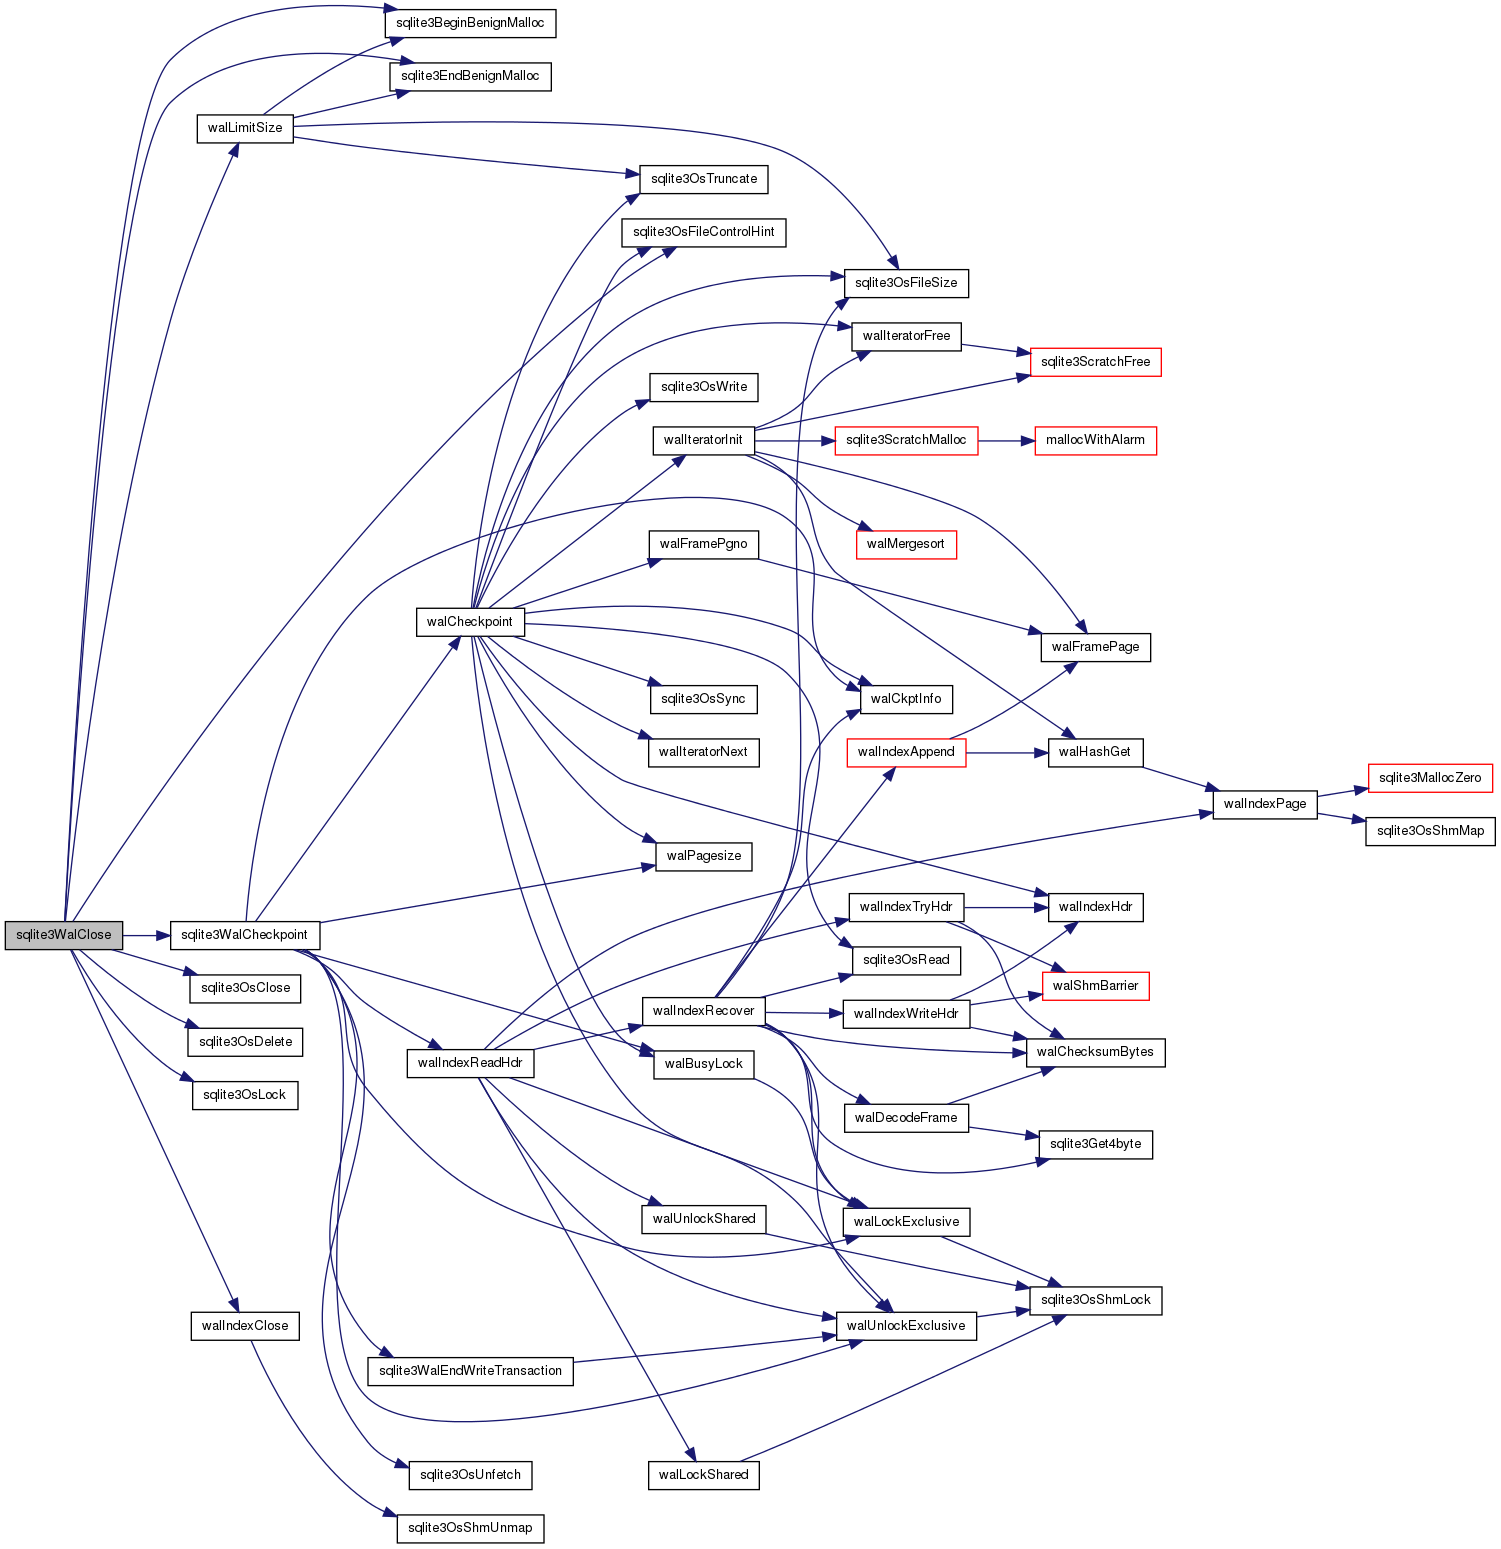 sqlite3BeginBenignMalloc
sqlite3EndBenignMalloc
walLimitSize
sqlite3OsTruncate
sqlite3OsFileControlHint
sqlite3OsFileSize
walIteratorFree
sqlite3ScratchFree
sqlite3OsWrite
walIteratorInit
sqlite3ScratchMalloc
mallocWithAlarm
walFramePgno
walMergesort
walCheckpoint
walFramePage
sqlite3OsSync
walCkptInfo
walIteratorNext
walIndexAppend
walHashGet
sqlite3MallocZero
walIndexPage
sqlite3OsShmMap
walPagesize
walIndexTryHdr
walIndexHdr
sqlite3WalClose
sqlite3WalCheckpoint
sqlite3OsRead
sqlite3OsClose
walShmBarrier
walIndexRecover
walIndexWriteHdr
sqlite3OsDelete
walChecksumBytes
walIndexReadHdr
walBusyLock
sqlite3OsLock
walDecodeFrame
sqlite3Get4byte
walUnlockShared
walLockExclusive
sqlite3OsShmLock
walIndexClose
walUnlockExclusive
sqlite3WalEndWriteTransaction
sqlite3OsUnfetch
walLockShared
sqlite3OsShmUnmap